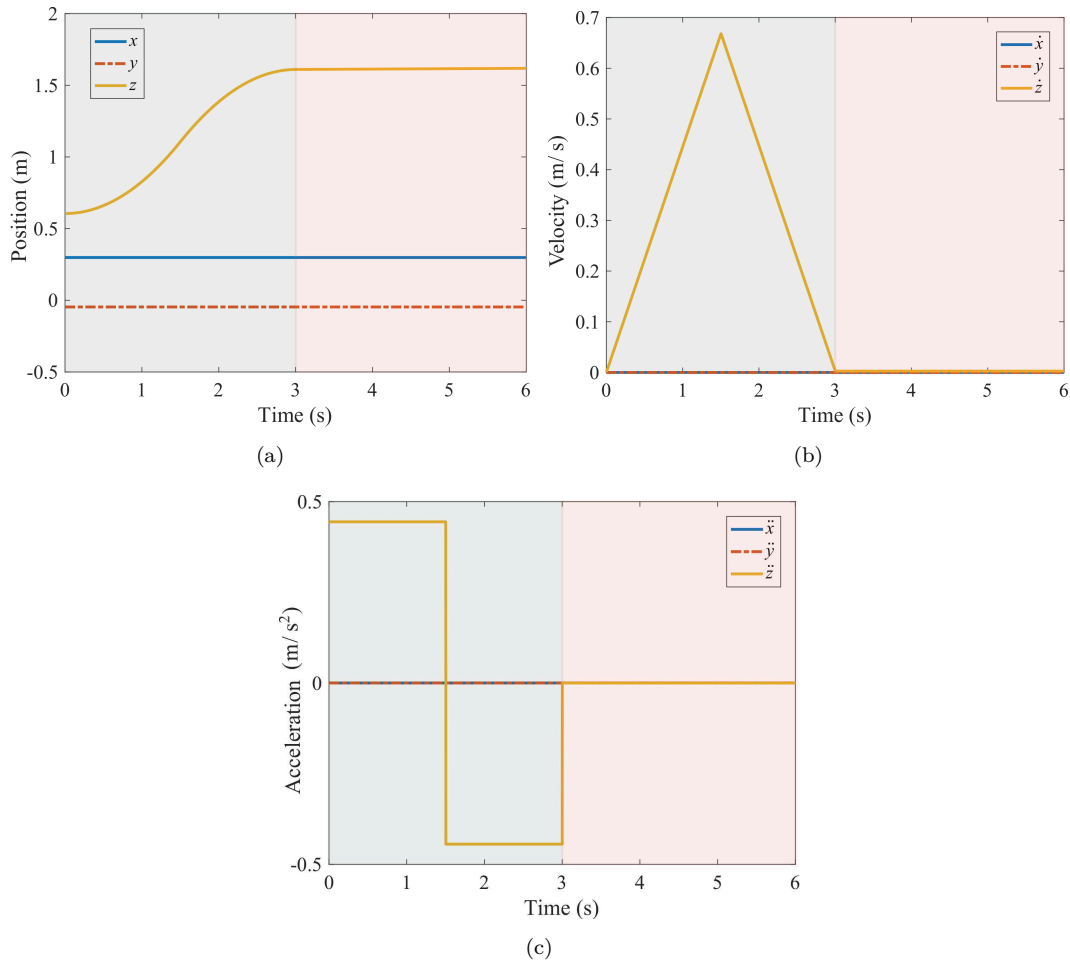 2
1.5
1
0.5
0
-0.5
Position (m)
x
y
z
0 1 2 3 4 5 6
Time (s)
(a)
0.7
0.6
0.5
0.4
0.3
0.2
0.1
0
Velocity (m/ s)
ẋ
ẏ
ż
0 1 2 3 4 5 6
Time (s)
(b)
0.5
0
-0.5
Acceleration (m/ s²)
ẍ
ÿ
z̈
0 1 2 3 4 5 6
Time (s)
(c)